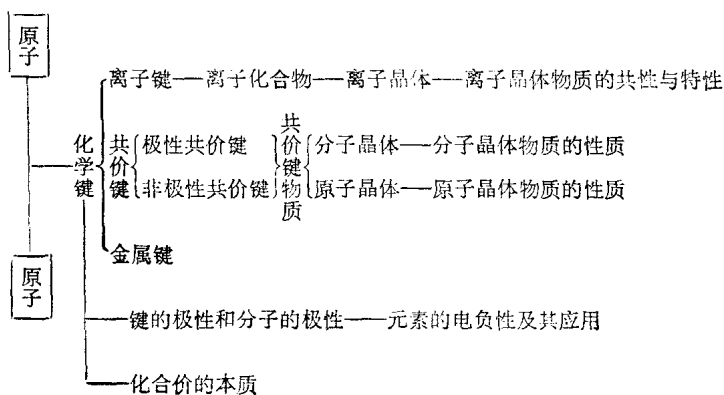 原子
离子键——离子化合物——离子晶体——离子晶体物质的共性与特性
化学键
共价键
极性共价键
非极性共价键
共价键物质
分子晶体——分子晶体物质的性质
原子晶体——原子晶体物质的性质
金属键
原子
键的极性和分子的极性——元素的电负性及其应用
化合价的本质